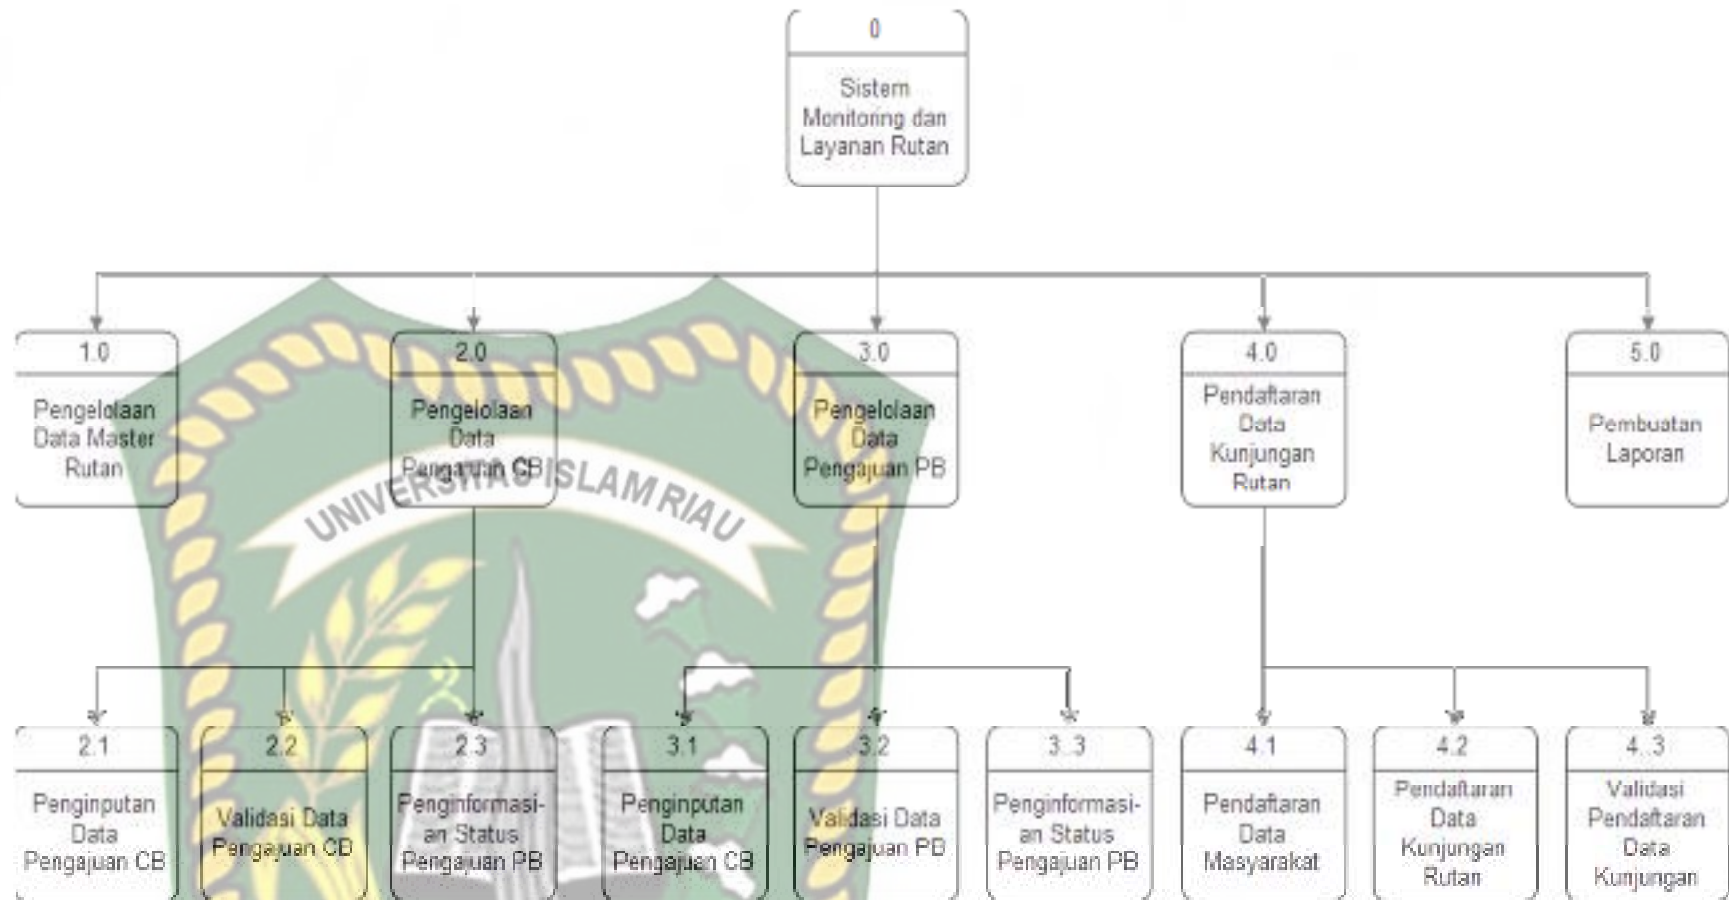 0
Sistem
Monitoring dan
Layanan Rutan
1.0
Pengelolaan
Data Master
Rutan
2.0
Pengelolaan
Data
Pengajuan CB
3.0
Pengelolaan
Data
Pengajuan PB
4.0
Pendaftaran
Data
Kunjungan
Rutan
5.0
Pembuatan
Laporan
UNIVERSITAS ISLAM RIAU
2.1
Penginputan
Data
Pengajuan CB
2.2
Validasi Data
Pengajuan CB
2.3
Penginformasi-
an Status
Pengajuan PB
3.1
Penginputan
Data
Pengajuan CB
3.2
Validasi Data
Pengajuan PB
3.3
Penginformasi-
an Status
Pengajuan PB
4.1
Pendaftaran
Data
Masyarakat
4.2
Pendaftaran
Data
Kunjungan
Rutan
4.3
Validasi
Pendaftaran
Data
Kunjungan